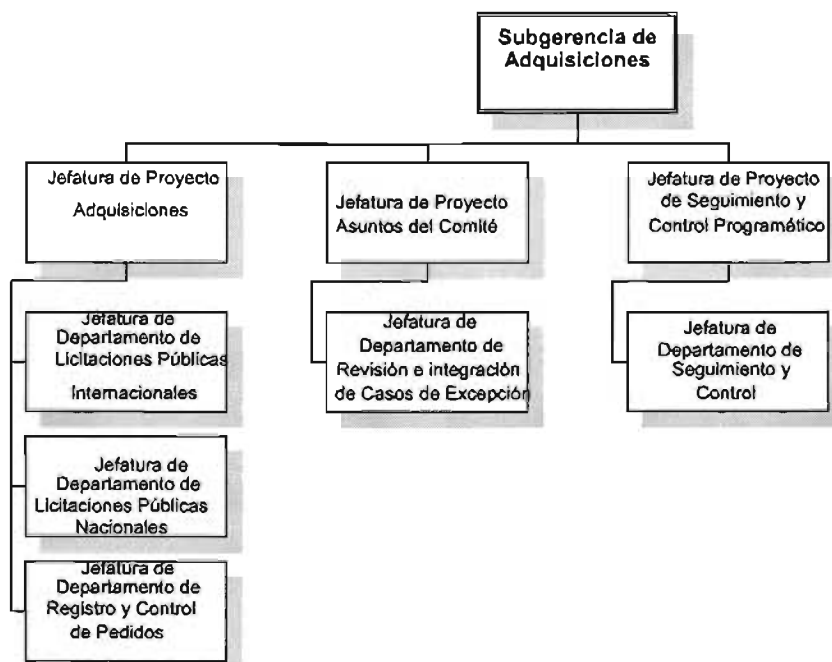 Subgerencia de
Adquisiciones
Jefatura de Proyecto
Adquisiciones
Jefatura de Proyecto
Asuntos del Comité
Jefatura de Proyecto
de Seguimiento y
Control Programático
Jefatura de
Departamento de
Licitaciones Públicas
Internacionales
Jefatura de
Departamento de
Revisión e integración
de Casos de Excepción
Jefatura de
Departamento de
Seguimiento y
Control
Jefatura de
Departamento de
Licitaciones Públicas
Nacionales
Jefatura de
Departamento de
Registro y Control
de Pedidos